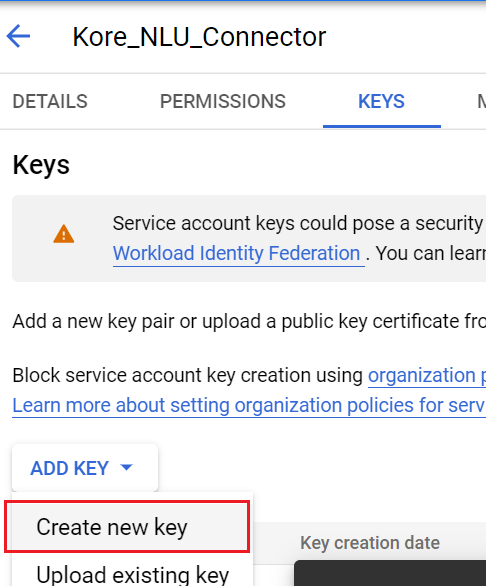 Kore_NLU_Connector
DETAILS PERMISSIONS KEYS M
Keys
Service account keys could pose a security
Workload Identity Federation . You can learn
Add a new key pair or upload a public key certificate fro
Block service account key creation using organization p
Learn more about setting organization policies for serv
ADD KEY
Create new key
Key creation date
Upload existing key